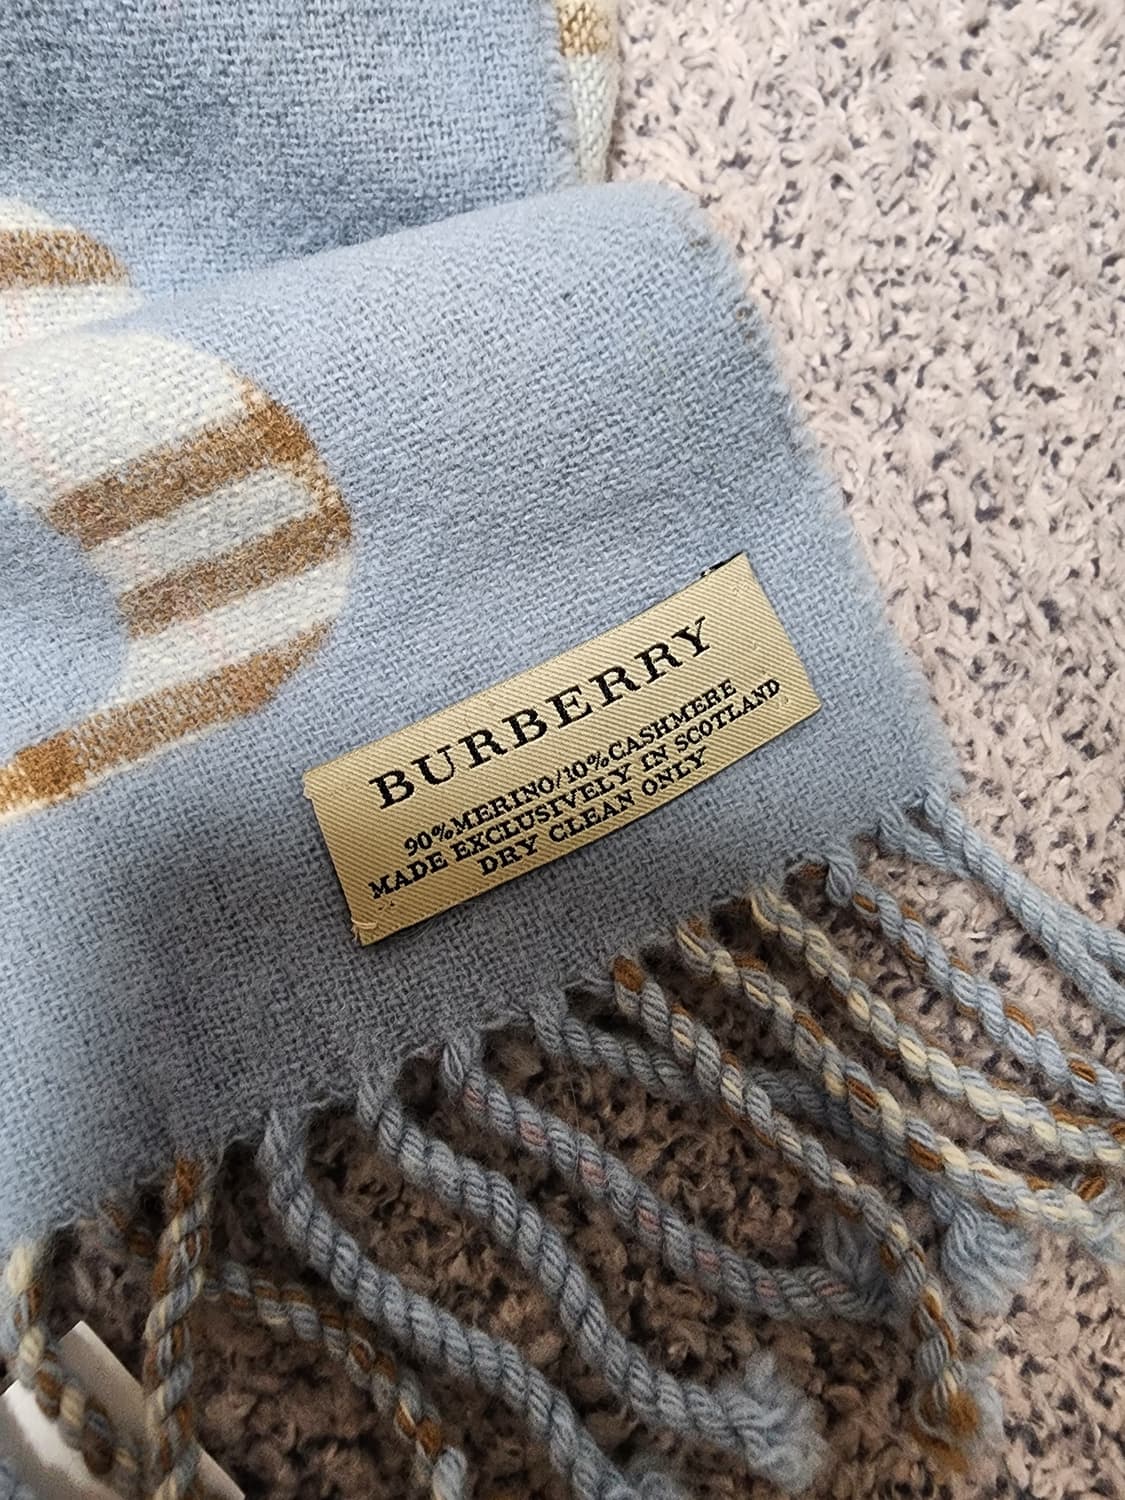 BURBERRY
90%MERINO/10%CASHMERE
MADE EXCLUSIVELY IN SCOTLAND
DRY CLEAN ONLY